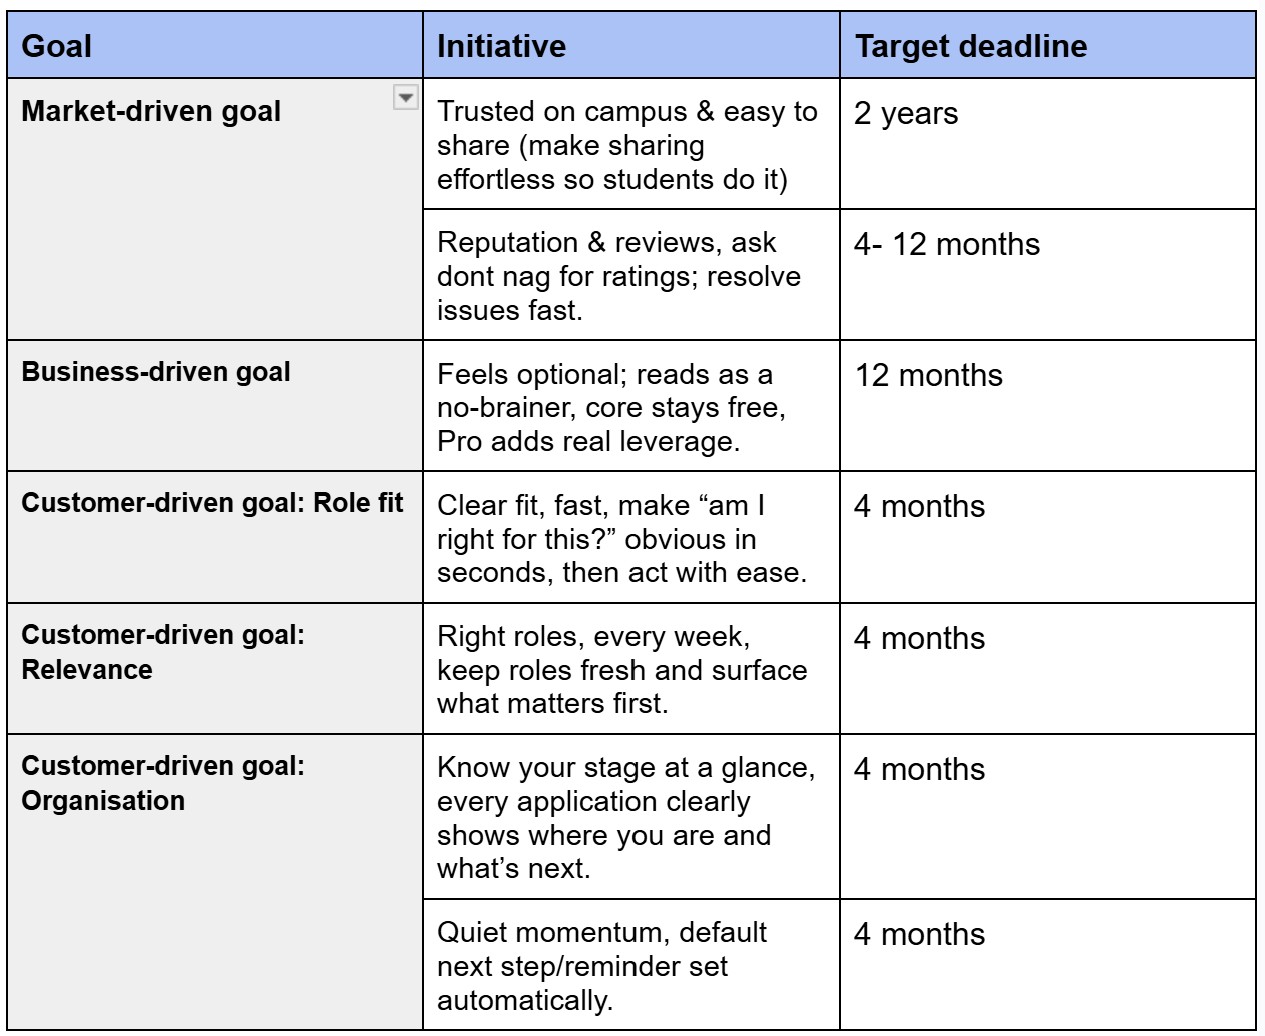 Goal
Initiative
Target deadline
Market-driven goal
Trusted on campus & easy to
share (make sharing
effortless so students do it)
2 years
Reputation & reviews, ask
dont nag for ratings; resolve
issues fast.
4- 12 months
Business-driven goal
Feels optional; reads as a
no-brainer, core stays free,
Pro adds real leverage.
12 months
Customer-driven goal: Role fit
Clear fit, fast, make “am I
right for this?” obvious in
seconds, then act with ease.
4 months
Customer-driven goal:
Relevance
Right roles, every week,
keep roles fresh and surface
what matters first.
4 months
Customer-driven goal:
Organisation
Know your stage at a glance,
every application clearly
shows where you are and
what’s next.
4 months
Quiet momentum, default
next step/reminder set
automatically.
4 months